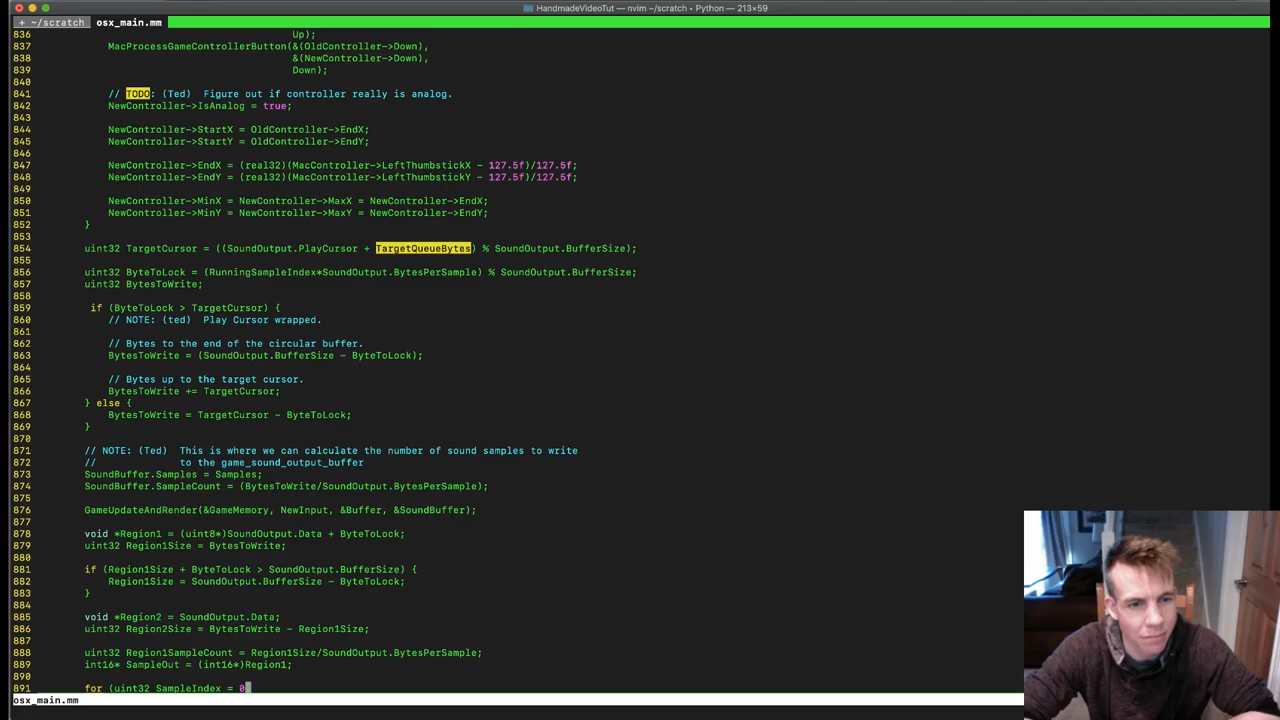 HandmadeVideoTut — nvim ~/scratch • Python — 213×59
+ ~/scratch  osx_main.mm
836 Up);
837 MacProcessGameControllerButton(&(OldController->Down),
838 &(NewController->Down),
839 Down);
840
841 // TODO: (Ted)  Figure out if controller really is analog.
842 NewController->IsAnalog = true;
843
844 NewController->StartX = OldController->EndX;
845 NewController->StartY = OldController->EndY;
846
847 NewController->EndX = (real32)(MacController->LeftThumbstickX - 127.5f)/127.5f;
848 NewController->EndY = (real32)(MacController->LeftThumbstickY - 127.5f)/127.5f;
849
850 NewController->MinX = NewController->MaxX = NewController->EndX;
851 NewController->MinY = NewController->MaxY = NewController->EndY;
852 }
853
854 uint32 TargetCursor = ((SoundOutput.PlayCursor + TargetQueueBytes) % SoundOutput.BufferSize);
855
856 uint32 ByteToLock = (RunningSampleIndex*SoundOutput.BytesPerSample) % SoundOutput.BufferSize;
857 uint32 BytesToWrite;
858
859 if (ByteToLock > TargetCursor) {
860 // NOTE: (ted)  Play Cursor wrapped.
861
862 // Bytes to the end of the circular buffer.
863 BytesToWrite = (SoundOutput.BufferSize - ByteToLock);
864
865 // Bytes up to the target cursor.
866 BytesToWrite += TargetCursor;
867 } else {
868 BytesToWrite = TargetCursor - ByteToLock;
869 }
870
871 // NOTE: (Ted)  This is where we can calculate the number of sound samples to write
872 // to the game_sound_output_buffer
873 SoundBuffer.Samples = Samples;
874 SoundBuffer.SampleCount = (BytesToWrite/SoundOutput.BytesPerSample);
875
876 GameUpdateAndRender(&GameMemory, NewInput, &Buffer, &SoundBuffer);
877
878 void *Region1 = (uint8*)SoundOutput.Data + ByteToLock;
879 uint32 Region1Size = BytesToWrite;
880
881 if (Region1Size + ByteToLock > SoundOutput.BufferSize) {
882 Region1Size = SoundOutput.BufferSize - ByteToLock;
883 }
884
885 void *Region2 = SoundOutput.Data;
886 uint32 Region2Size = BytesToWrite - Region1Size;
887
888 uint32 Region1SampleCount = Region1Size/SoundOutput.BytesPerSample;
889 int16* SampleOut = (int16*)Region1;
890
891 for (uint32 SampleIndex = 0
osx_main.mm